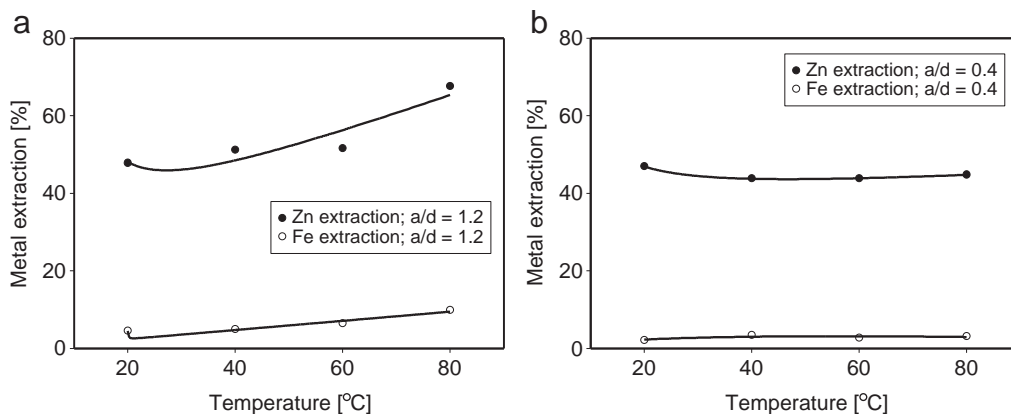 a
80
60
40
20
0
Metal extraction [%]
Zn extraction; a/d = 1.2
Fe extraction; a/d = 1.2
20 40 60 80
Temperature [°C]
b
80
60
40
20
0
Metal extraction [%]
Zn extraction; a/d = 0.4
Fe extraction; a/d = 0.4
20 40 60 80
Temperature [°C]